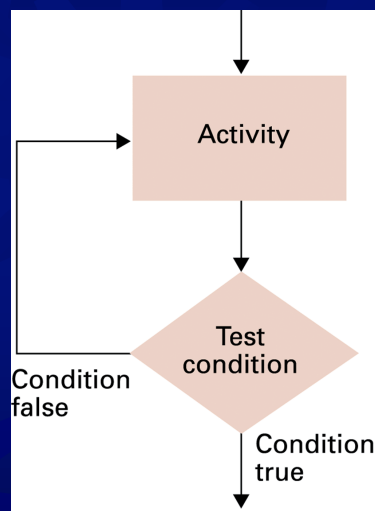 Activity
Test
condition
Condition
false
Condition
true